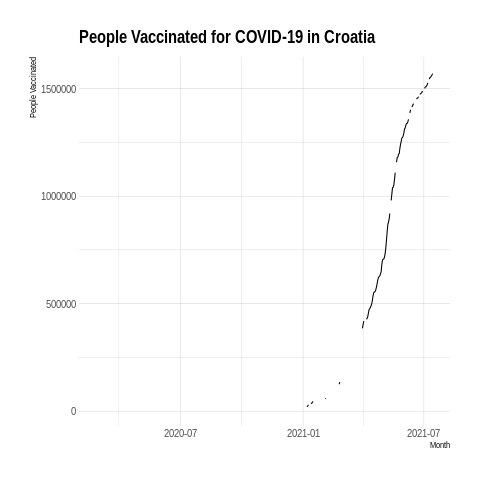 People Vaccinated for COVID-19 in Croatia
People Vaccinated
1500000
1000000
500000
0
2020-07
2021-01
2021-07
Month